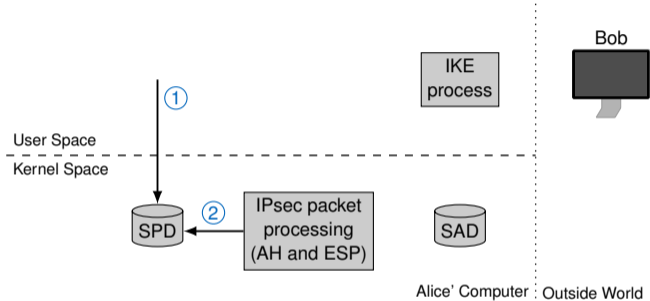 Bob
IKE
process
①
User Space
Kernel Space
②
IPsec packet
processing
(AH and ESP)
SPD
SAD
Alice' Computer
Outside World